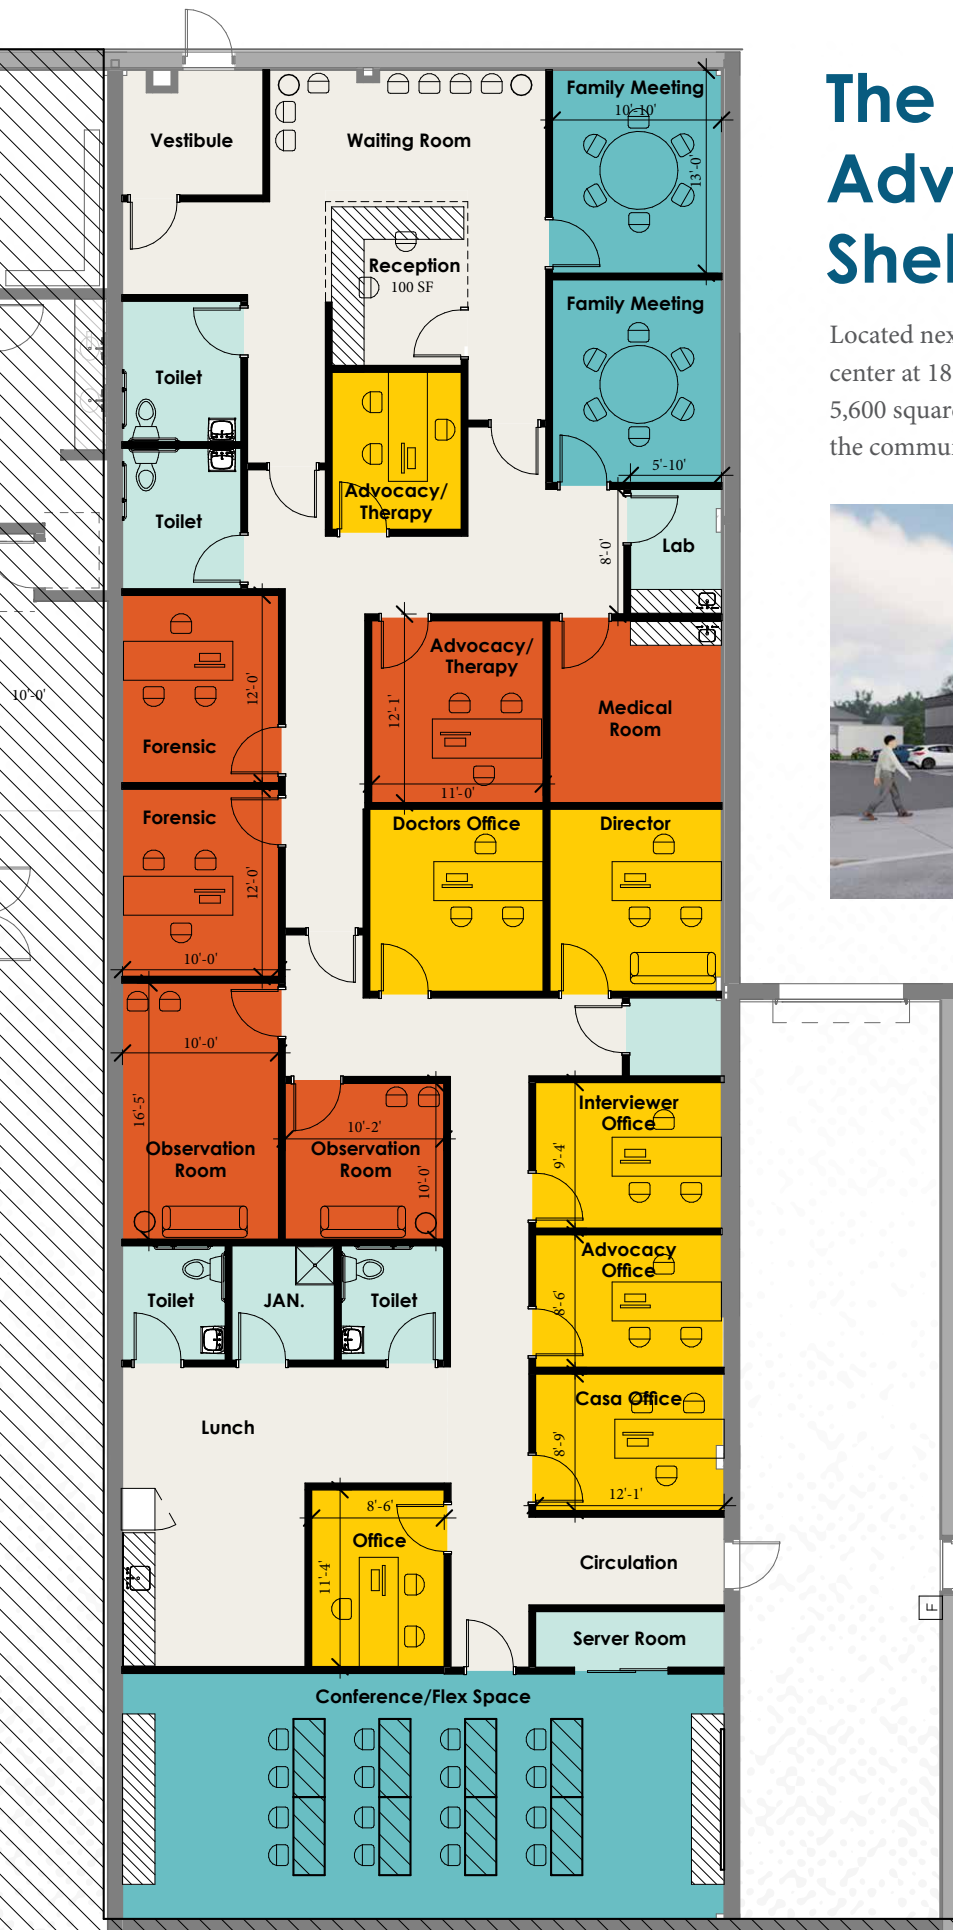 The
Adv
Shel
Located nex
center at 18
5,600 square
the commun
Vestibule
Waiting Room
Family Meeting
10'-10'
13'-0'
Reception
100 SF
Family Meeting
5'-10'
Toilet
Advocacy/
Therapy
Toilet
Lab
8'-0'
Forensic
12'-0'
10'-0'
Advocacy/
Therapy
12'-1'
11'-0'
Medical
Room
Forensic
12'-0'
10'-0'
Doctors Office
Director
10'-0'
16'-5'
Observation
Room
10'-2'
Observation
Room
10'-0'
Interviewer
Office
9'-4'
Advocacy
Office
8'-6'
Toilet
JAN.
Toilet
Casa Office
8'-9'
12'-1'
Lunch
8'-6'
Office
11'-4'
Circulation
F
Server Room
Conference/Flex Space